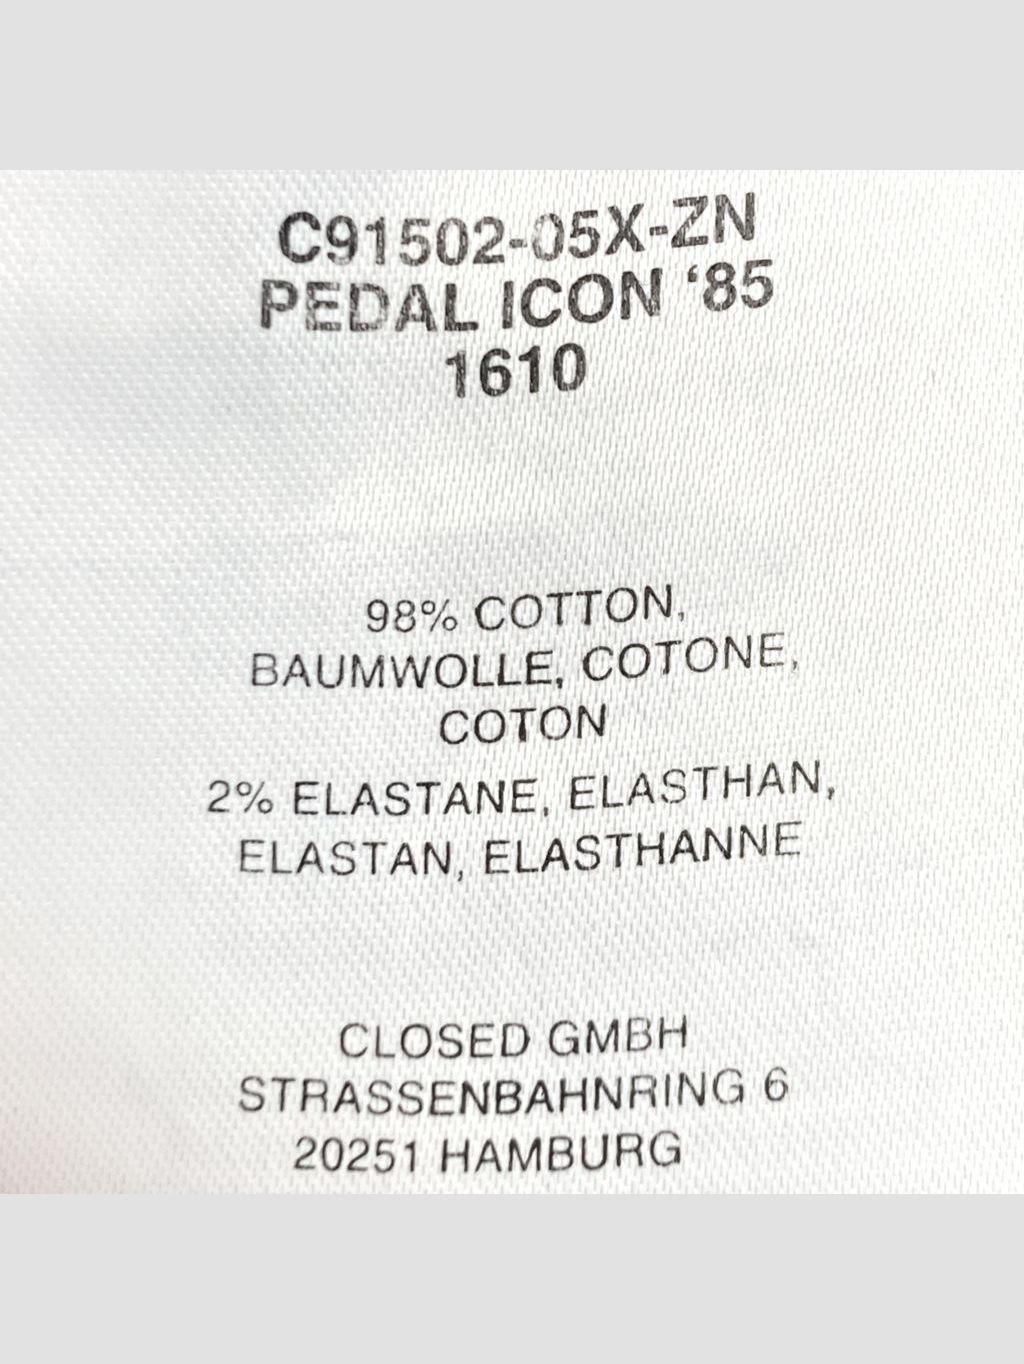 C91502-05X-ZN
PEDAL ICON ‘85
1610
98% COTTON,
BAUMWOLLE, COTONE,
COTON
2% ELASTANE, ELASTHAN,
ELASTAN, ELASTHANNE
CLOSED GMBH
STRASSENBAHNRING 6
20251 HAMBURG